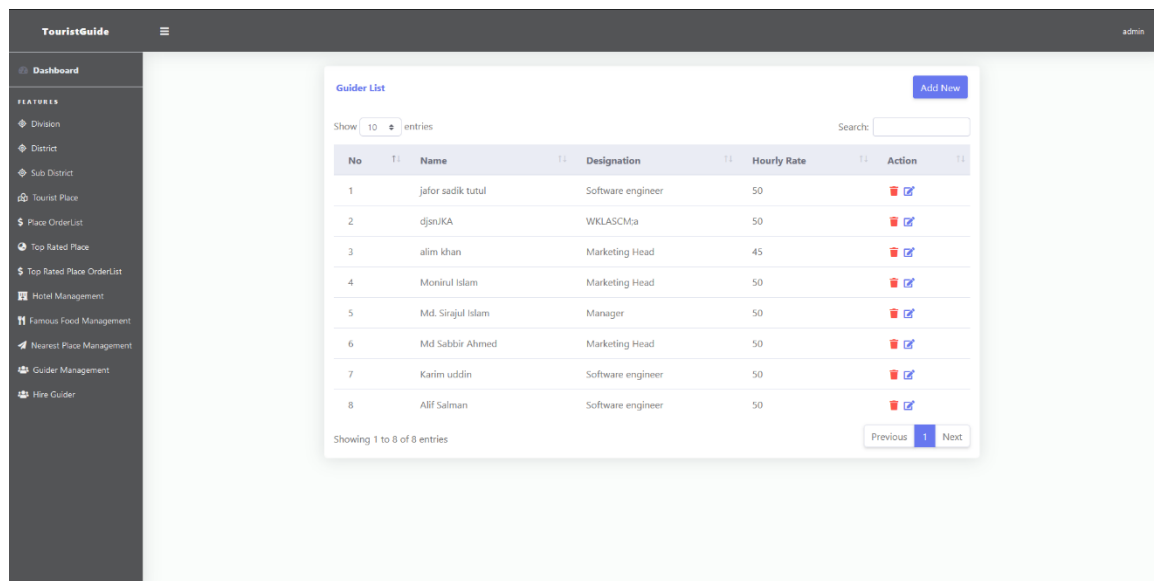 TouristGuide
admin
Dashboard
FEATURES
Division
District
Sub District
Tourist Place
Place OrderList
Top Rated Place
Top Rated Place OrderList
Hotel Management
Famous Food Management
Nearest Place Management
Guider Management
Hire Guider
Guider List
Add New
Show 10 entries
Search:
No Name Designation Hourly Rate Action
1 jafor sadik tutul Software engineer 50
2 djsnJKA WKLASCM;a 50
3 alim khan Marketing Head 45
4 Monirul Islam Marketing Head 50
5 Md. Sirajul Islam Manager 50
6 Md Sabbir Ahmed Marketing Head 50
7 Karim uddin Software engineer 50
8 Alif Salman Software engineer 50
Showing 1 to 8 of 8 entries
Previous 1 Next